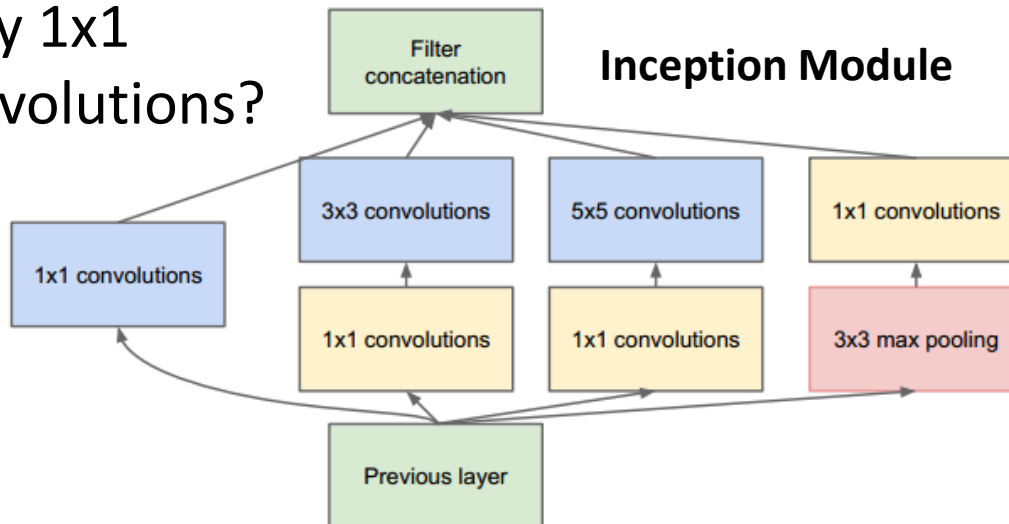 y 1x1
volutions?
Inception Module
Filter
concatenation
3x3 convolutions
5x5 convolutions
1x1 convolutions
1x1 convolutions
1x1 convolutions
1x1 convolutions
3x3 max pooling
Previous layer